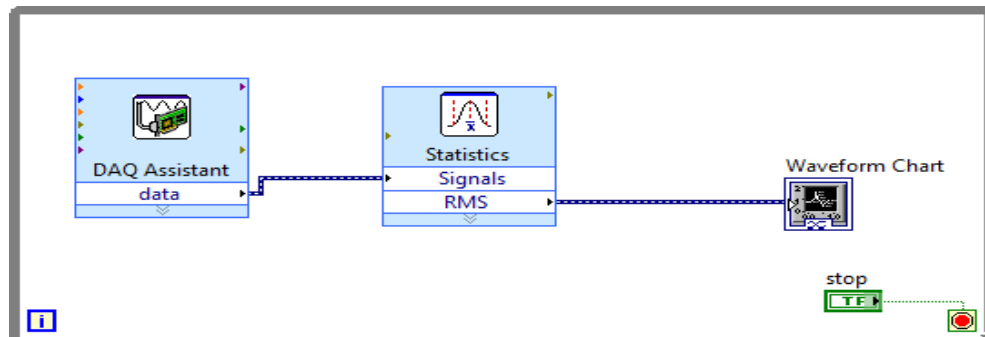 DAQ Assistant
data
Statistics
Signals
RMS
Waveform Chart
stop
TF
i